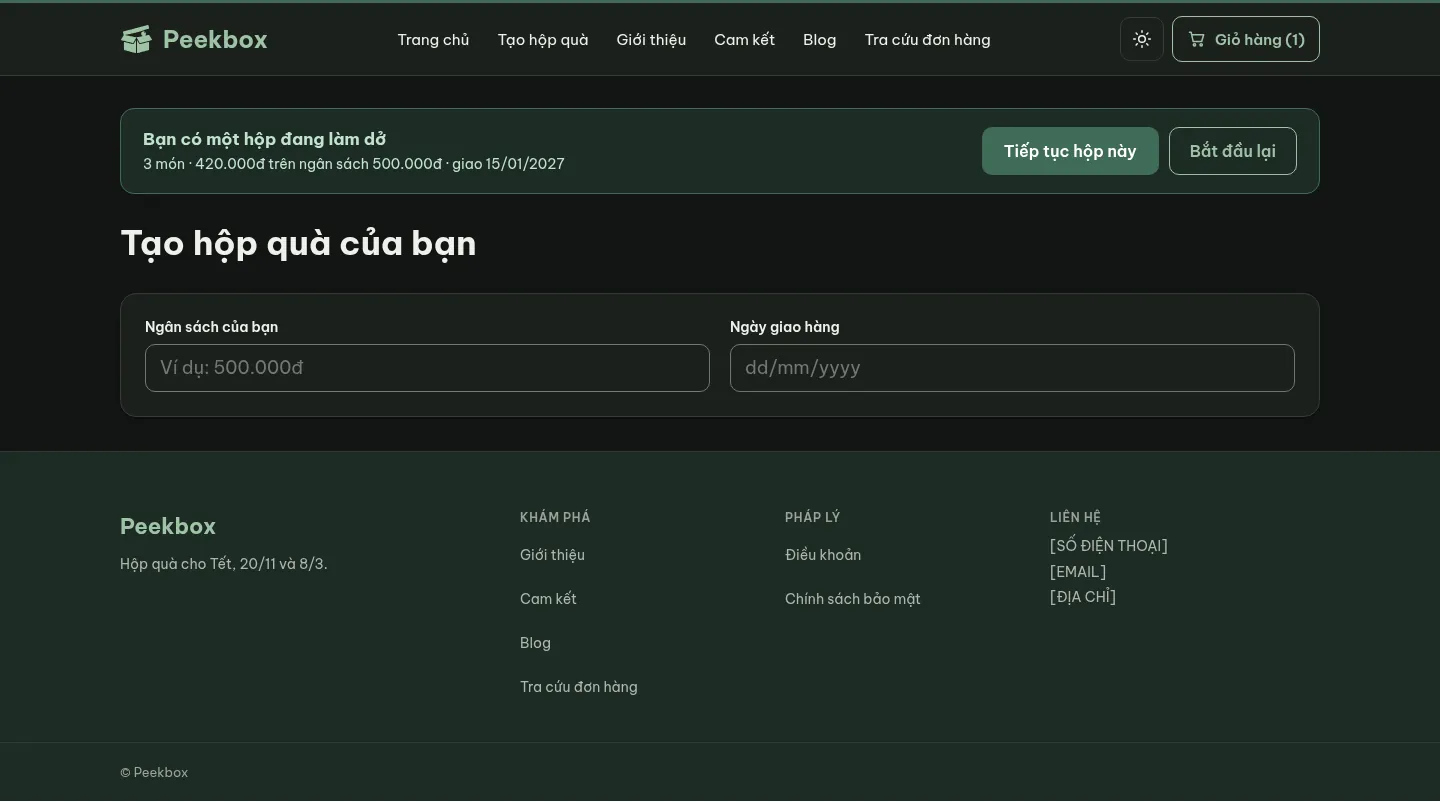 Peekbox
Trang chủ
Tạo hộp quà
Giới thiệu
Cam kết
Blog
Tra cứu đơn hàng
Giỏ hàng (1)
Bạn có một hộp đang làm dở
3 món · 420.000đ trên ngân sách 500.000đ · giao 15/01/2027
Tiếp tục hộp này
Bắt đầu lại
Tạo hộp quà của bạn
Ngân sách của bạn
Ví dụ: 500.000đ
Ngày giao hàng
dd/mm/yyyy
Peekbox
Hộp quà cho Tết, 20/11 và 8/3.
KHÁM PHÁ
Giới thiệu
Cam kết
Blog
Tra cứu đơn hàng
PHÁP LÝ
Điều khoản
Chính sách bảo mật
LIÊN HỆ
[SỐ ĐIỆN THOẠI]
[EMAIL]
[ĐỊA CHỈ]
© Peekbox